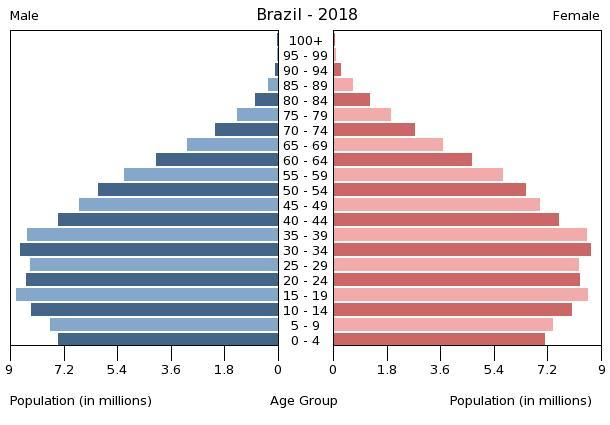 Male Brazil - 2018 Female
100+
95 - 99
90 - 94
85 - 89
80 - 84
75 - 79
70 - 74
65 - 69
60 - 64
55 - 59
50 - 54
45 - 49
40 - 44
35 - 39
30 - 34
25 - 29
20 - 24
15 - 19
10 - 14
5 - 9
0 - 4
9 7.2 5.4 3.6 1.8 0 0 1.8 3.6 5.4 7.2 9
Population (in millions) Age Group Population (in millions)